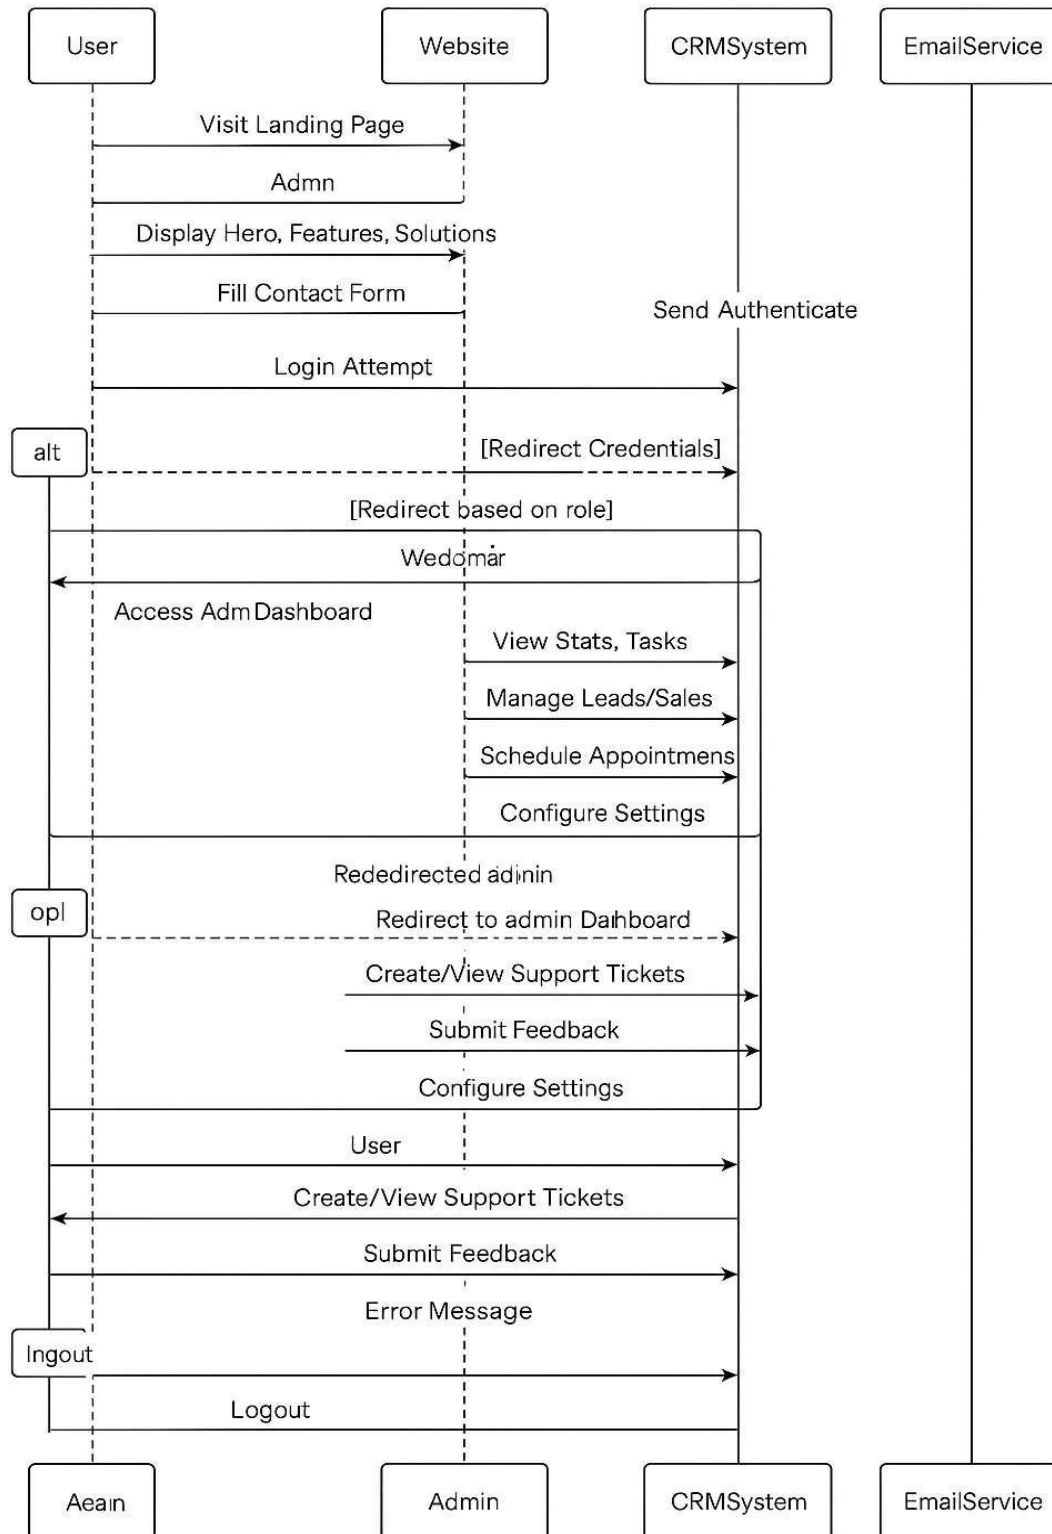 User
Website
CRMSystem
EmailService
Visit Landing Page
Admn
Display Hero, Features, Solutions
Fill Contact Form
Send Authenticate
Login Attempt
alt
[Redirect Credentials]
[Redirect based on role]
Wedomar
Access Adm Dashboard
View Stats, Tasks
Manage Leads/Sales
Schedule Appointmens
Configure Settings
Rededirected
opl
Redirect to admin Dahboard
Create/View Support Tickets
Submit Feedback
Configure Settings
User
Create/View Support Tickets
Submit Feedback
Error Message
Ingout
Logout
Admin
CRMSystem
EmailService